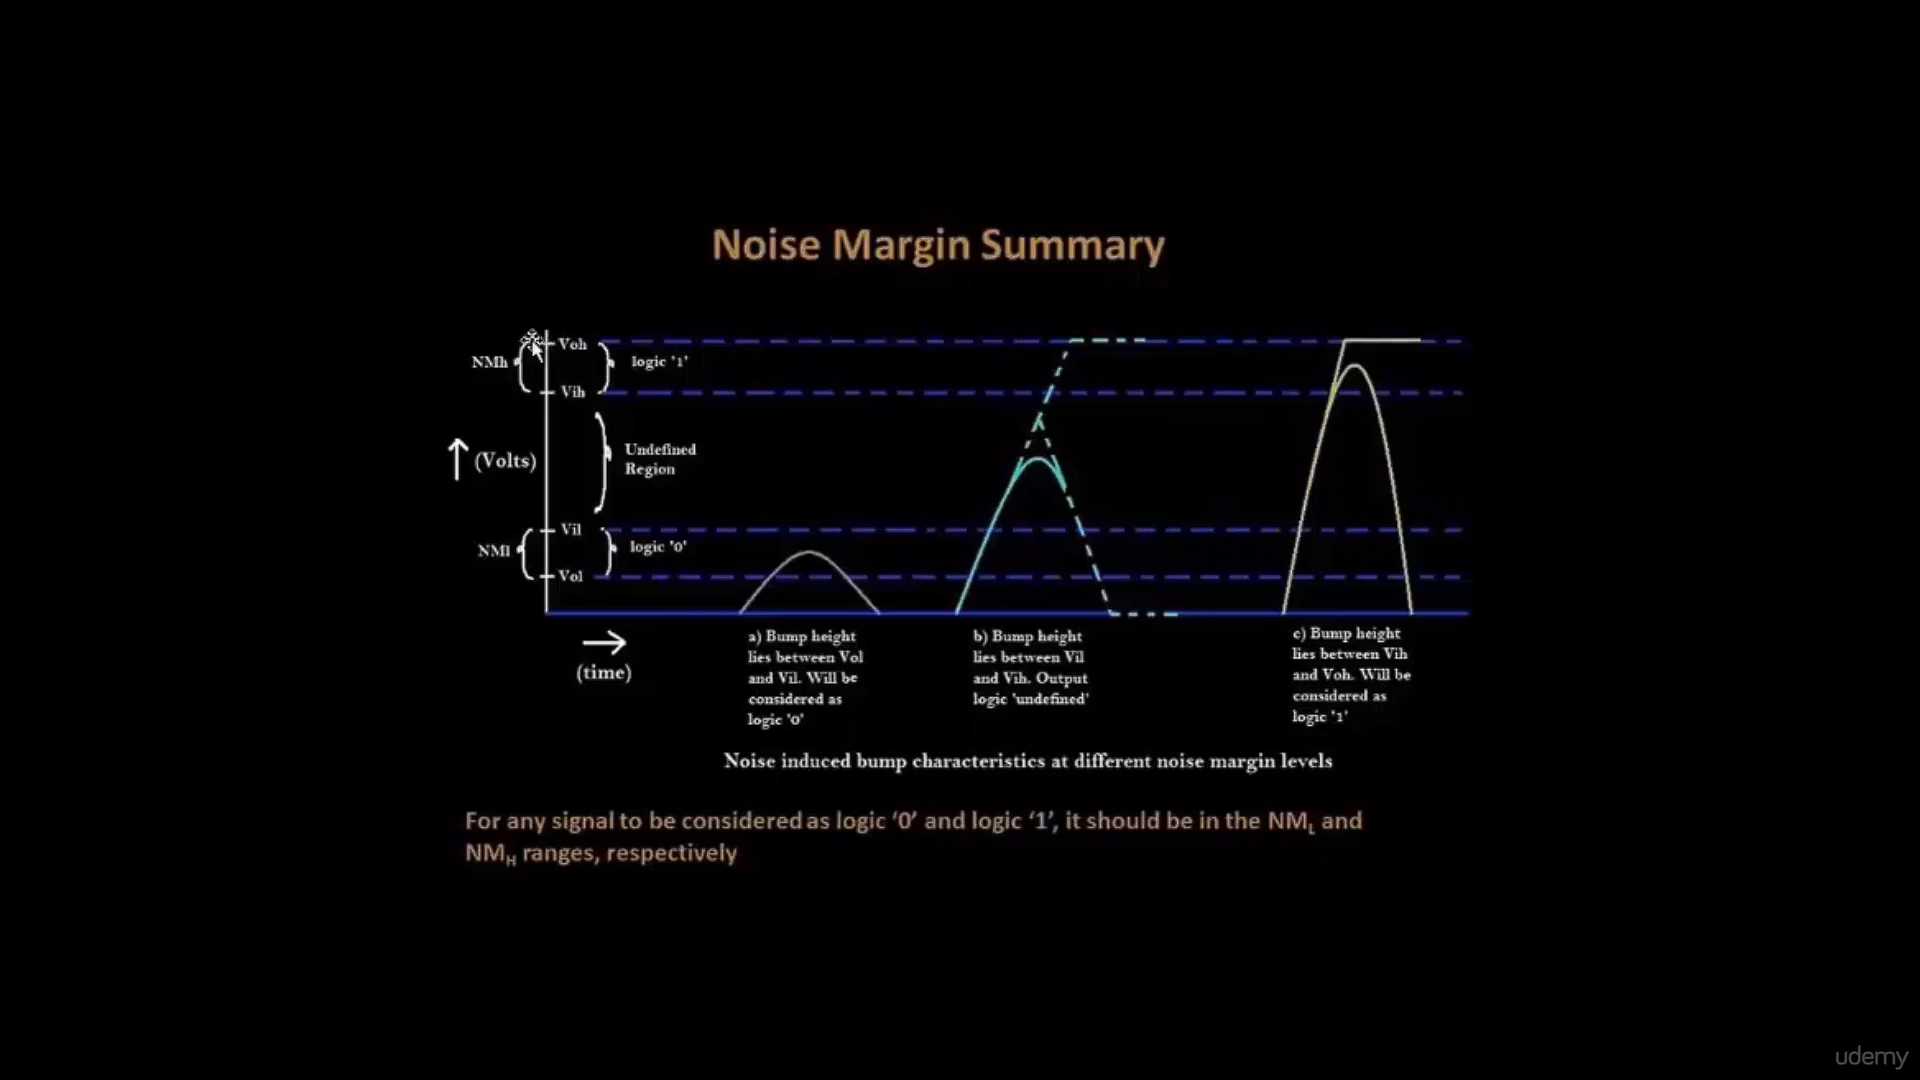 Noise Margin Summary
Voh
NMh
logic '1'
Vih
Undefined
(Volts)
Region
Vil
logic '0'
NMl
Vol
(time)
a) Bump height
lies between Vol
and Vil. Will be
considered as
logic '0'
b) Bump height
lies between Vil
and Vih. Output
logic 'undefined'
c) Bump height
lies between Vih
and Voh. Will be
considered as
logic '1'
Noise induced bump characteristics at different noise margin levels
For any signal to be considered as logic ‘0’ and logic ‘1’, it should be in the NML and
NMH ranges, respectively
udemy